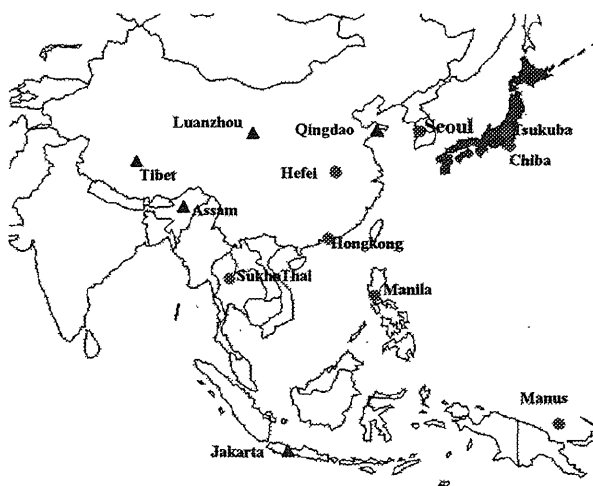 Luanzhou
Qingdao
Seoul
Tsukuba
Chiba
Tibet
Hefei
Assam
Hongkong
SukhoThai
Manila
Manus
Jakarta